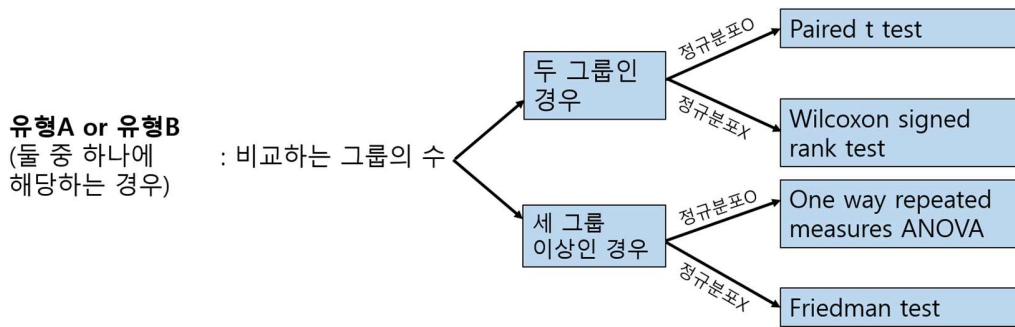 유형A or 유형B
(둘 중 하나에
해당하는 경우)
: 비교하는 그룹의 수
두 그룹인
경우
정규분포O
Paired t test
정규분포X
Wilcoxon signed
rank test
세 그룹
이상인 경우
정규분포O
One way repeated
measures ANOVA
정규분포X
Friedman test